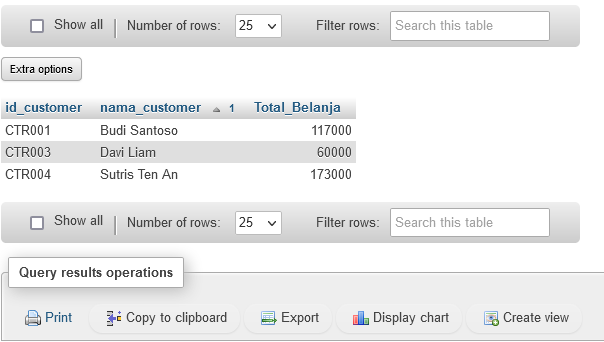 Show all Number of rows: 25 Filter rows: Search this table
Extra options
id_customer nama_customer 1 Total_Belanja
CTR001 Budi Santoso 117000
CTR003 Davi Liam 60000
CTR004 Sutris Ten An 173000
Show all Number of rows: 25 Filter rows: Search this table
Query results operations
Print Copy to clipboard Export Display chart Create view